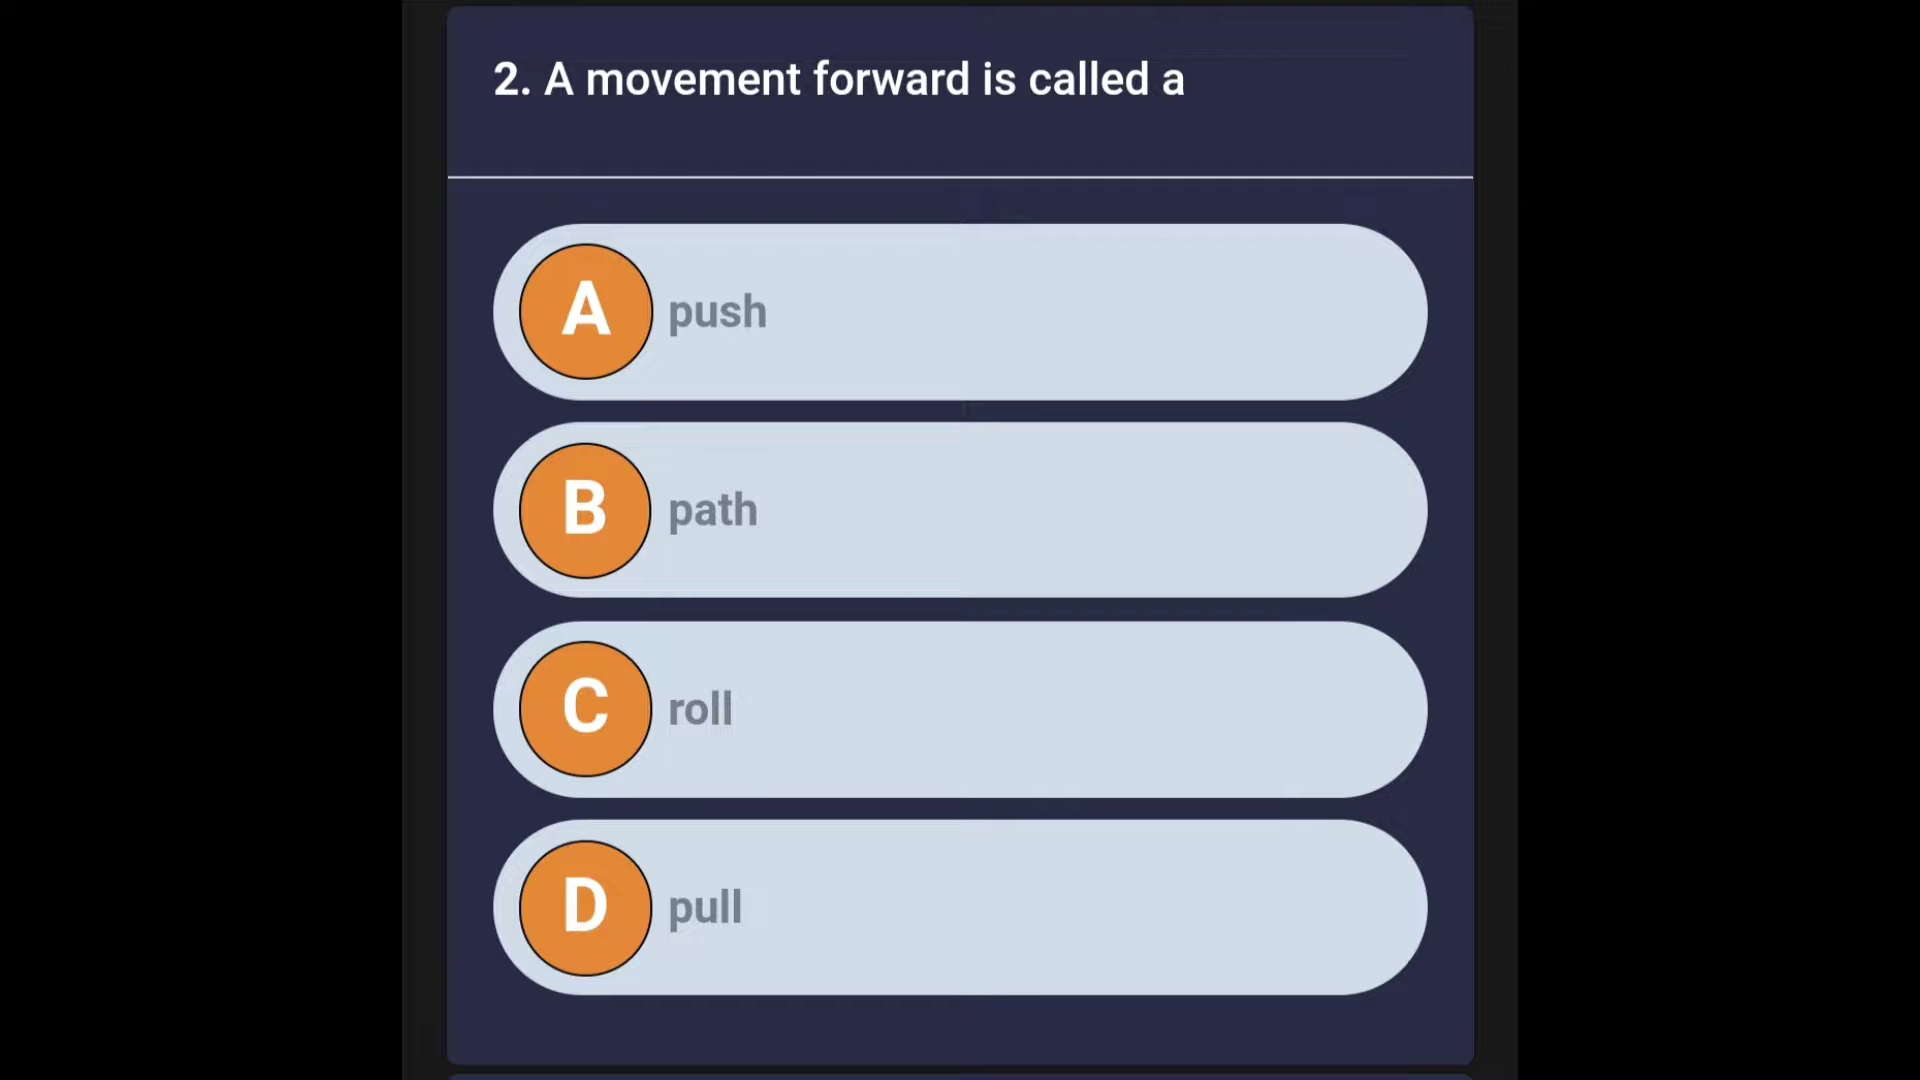 2. A movement forward is called a
A push
B path
C roll
D pull